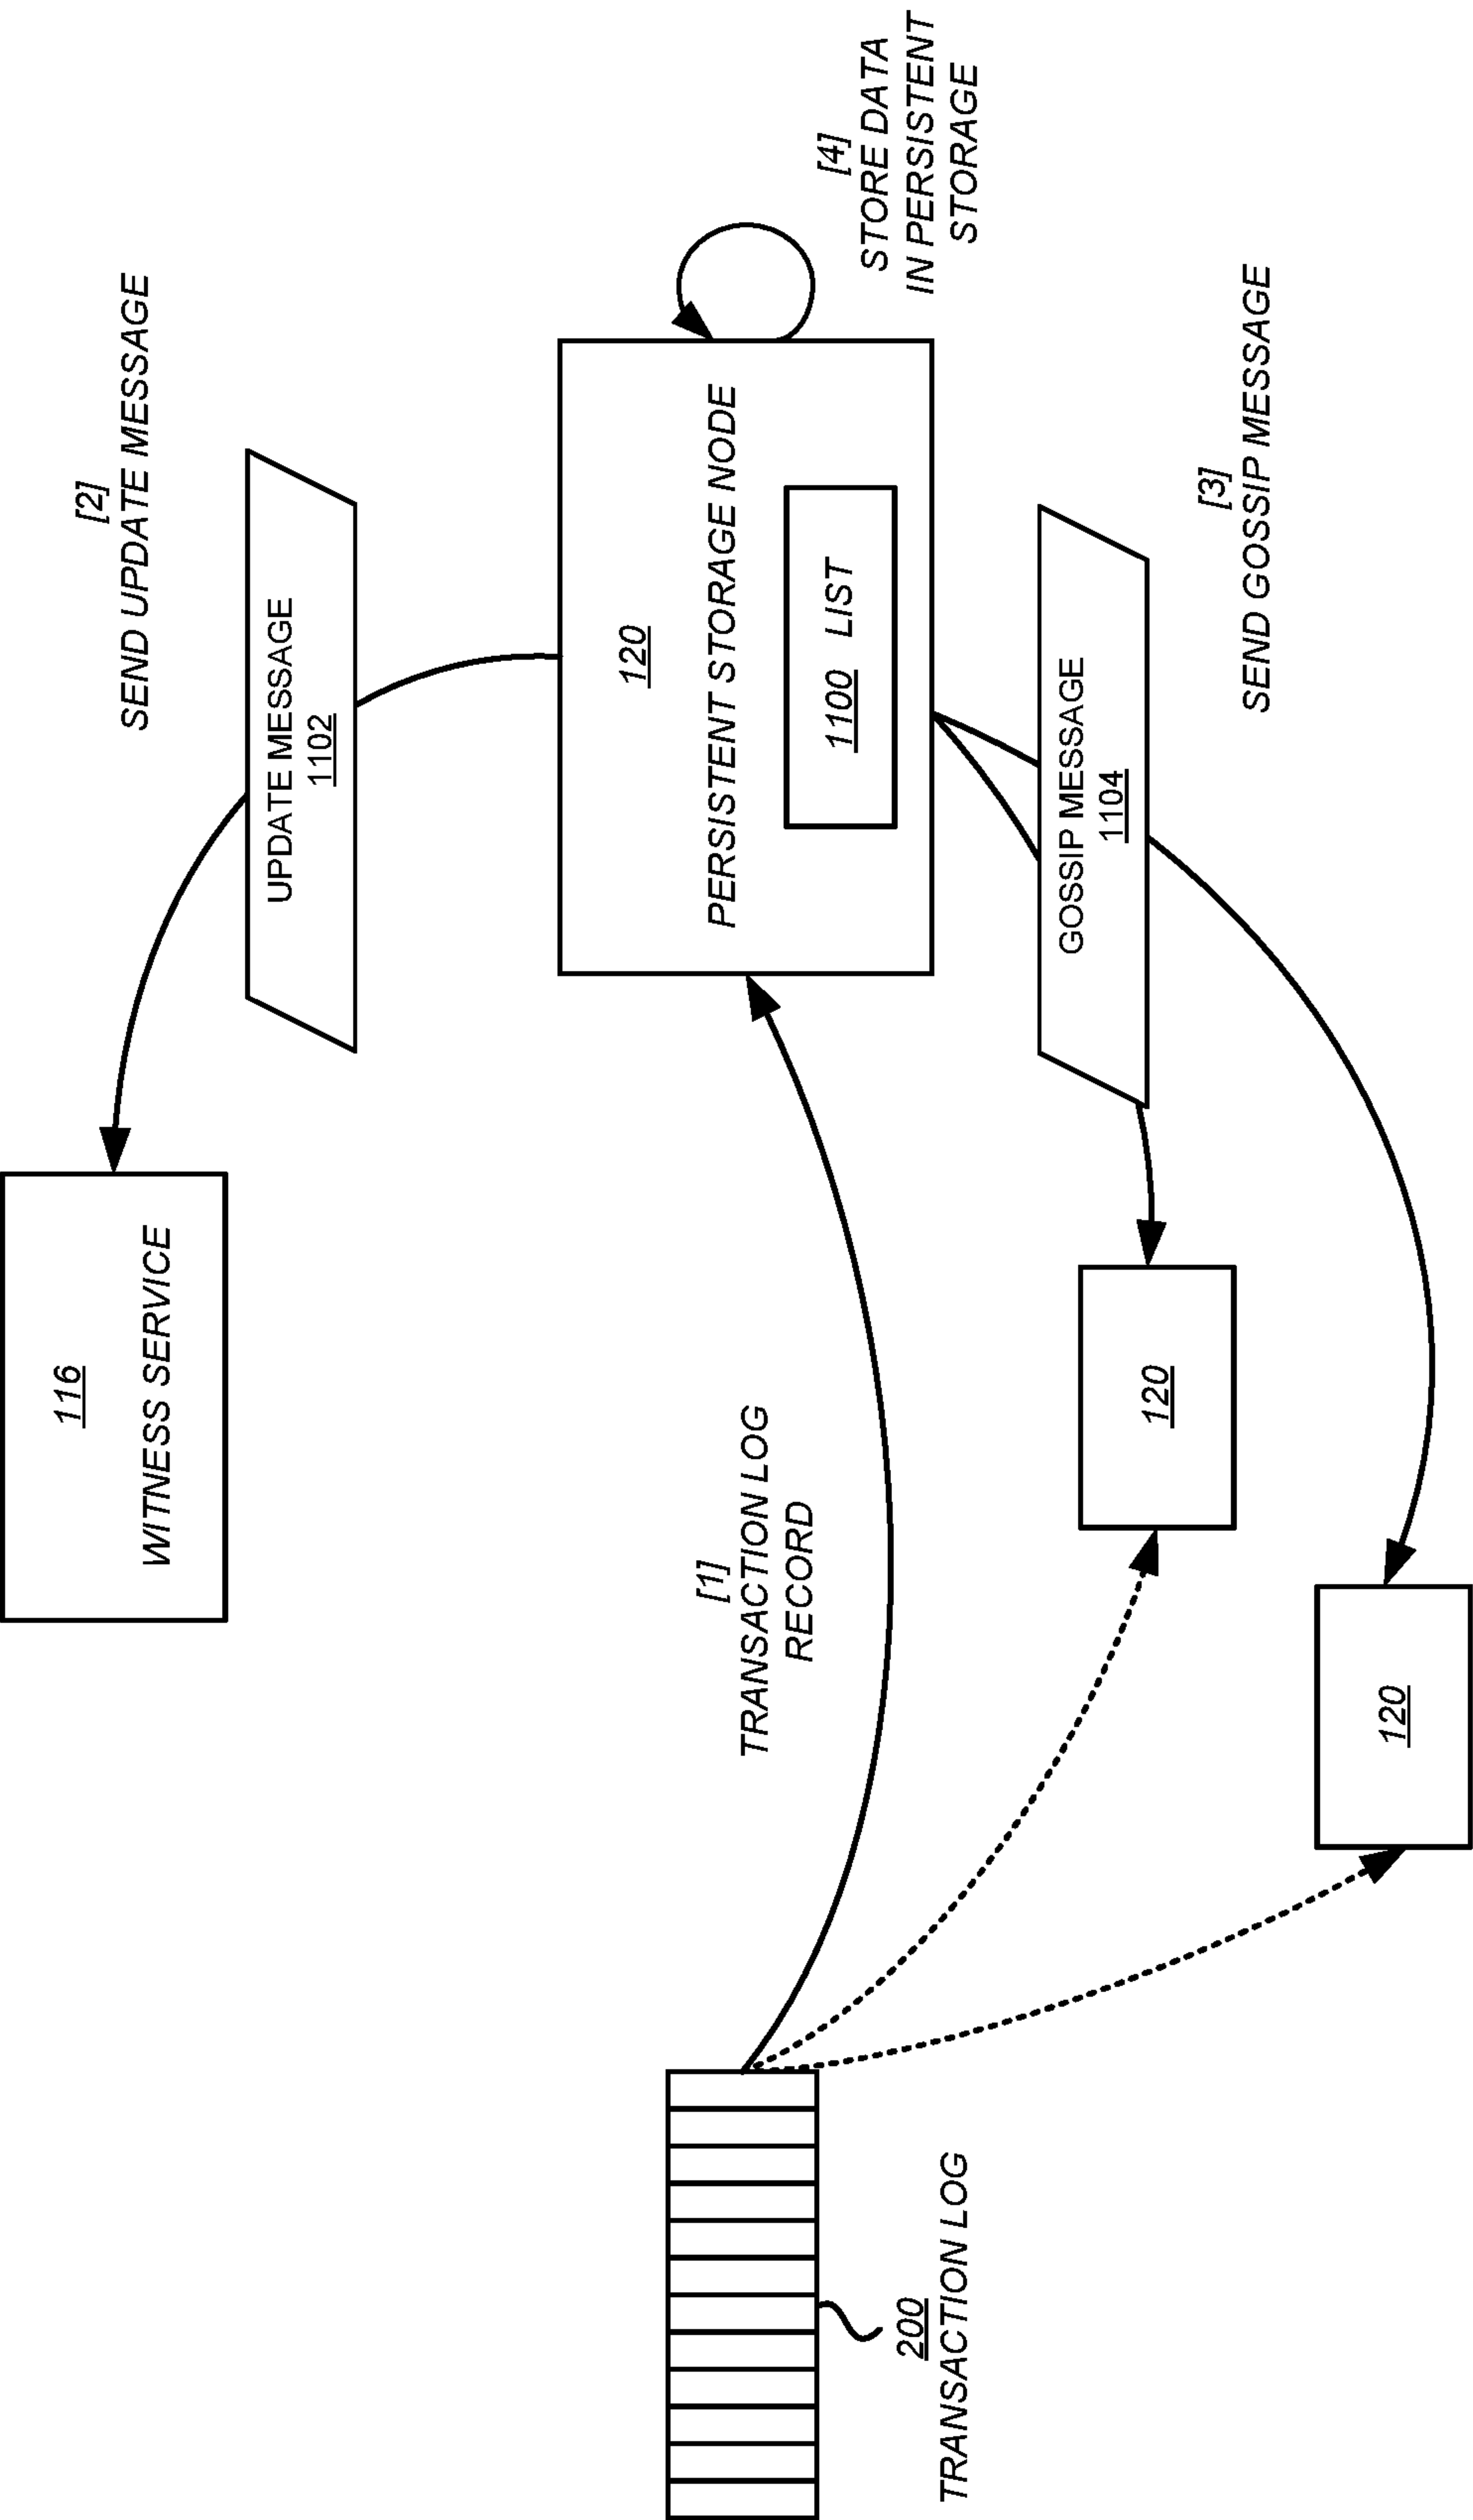 [2]
SEND UPDATE MESSAGE
116
WITNESS SERVICE
UPDATE MESSAGE
1102
120
PERSISTENT STORAGE NODE
1100 LIST
[4]
STORE DATA
IN PERSISTENT
STORAGE
[1]
TRANSACTION LOG
RECORD
200
TRANSACTION LOG
GOSSIP MESSAGE
1104
[3]
SEND GOSSIP MESSAGE
120
120